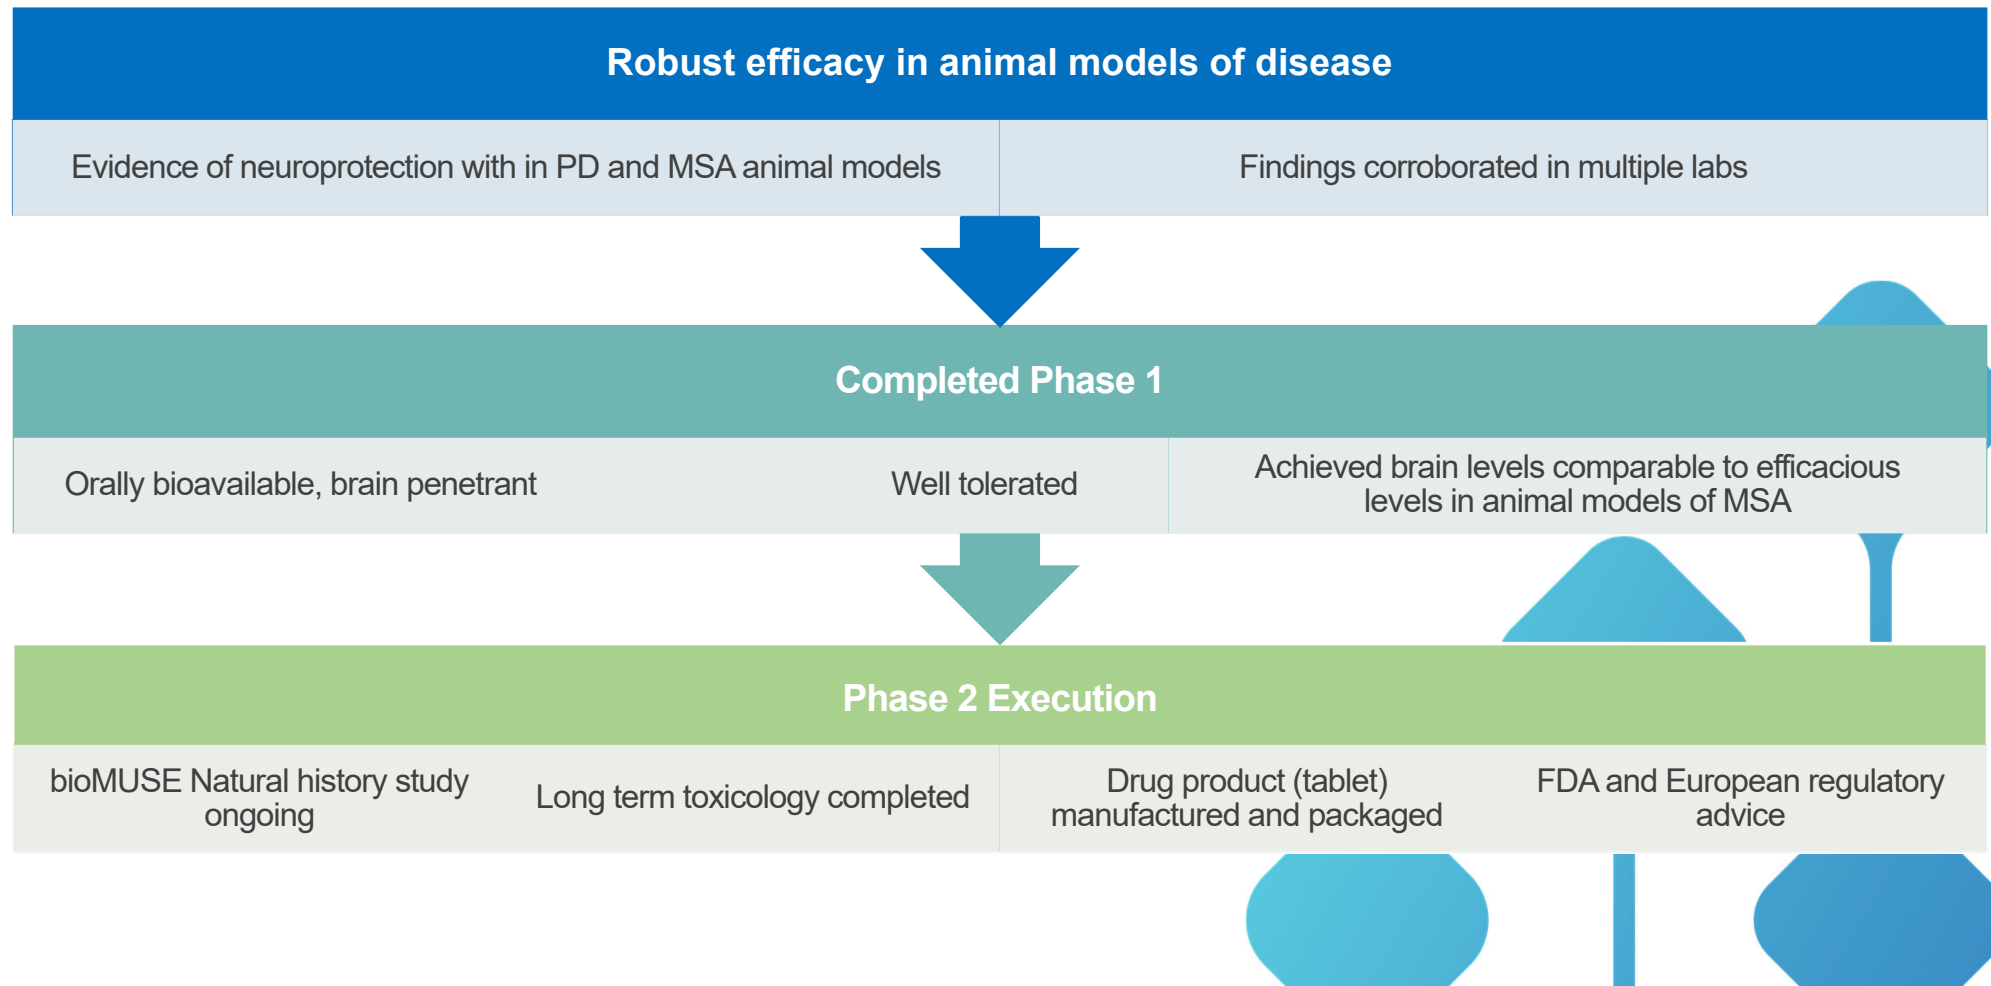 Robust efficacy in animal models of disease
Evidence of neuroprotection with in PD and MSA animal models
Findings corroborated in multiple labs
Completed Phase 1
Orally bioavailable, brain penetrant
Well tolerated
Achieved brain levels comparable to efficacious
levels in animal models of MSA
Phase 2 Execution
bioMUSE Natural history study
ongoing
Long term toxicology completed
Drug product (tablet)
manufactured and packaged
FDA and European regulatory
advice